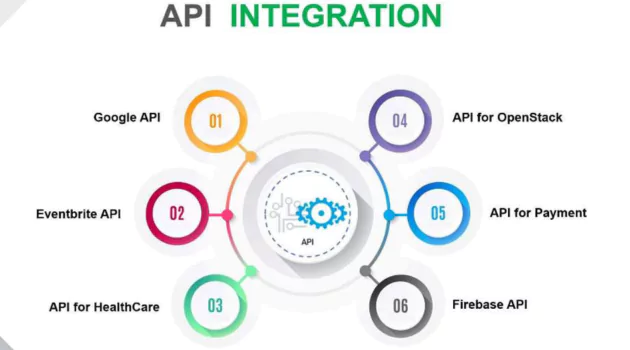 API INTEGRATION
Google API
01
Eventbrite API
02
API for HealthCare
03
API
04
API for OpenStack
05
API for Payment
06
Firebase API